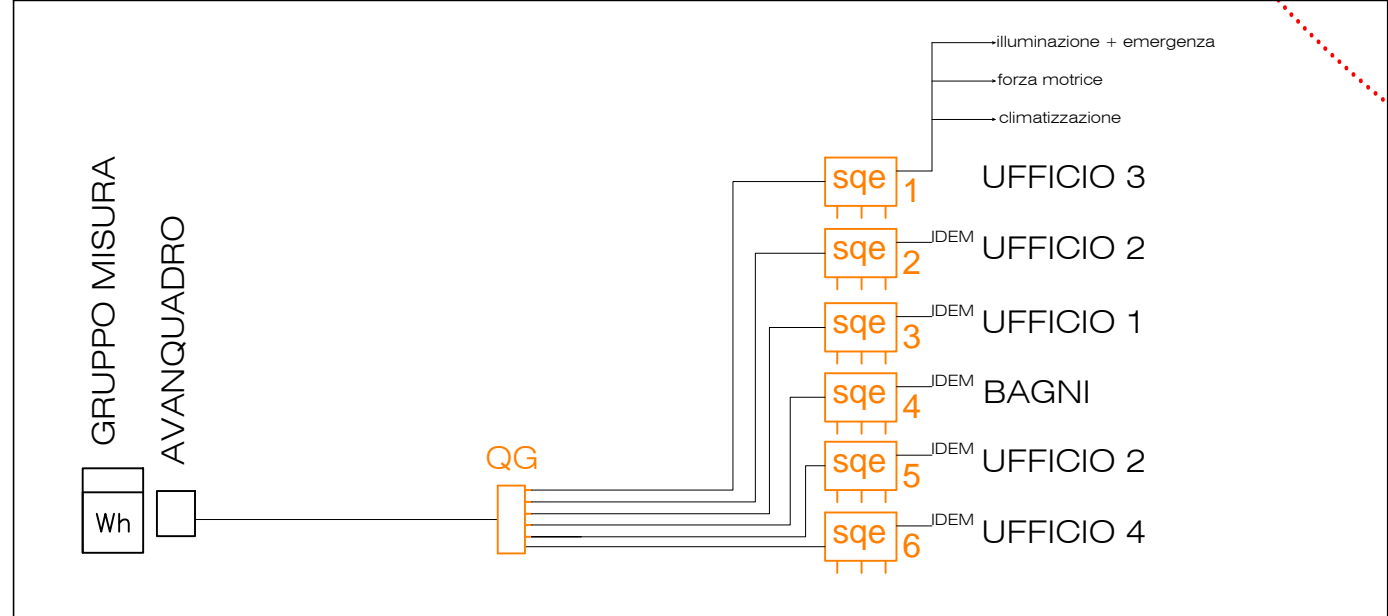 illuminazione + emergenza
forza motrice
climatizzazione
sqe 1 UFFICIO 3
sqe 2 IDEM UFFICIO 2
sqe 3 IDEM UFFICIO 1
sqe 4 IDEM BAGNI
sqe 5 IDEM UFFICIO 2
sqe 6 IDEM UFFICIO 4
GRUPPO MISURA
AVANQUADRO
QG
Wh